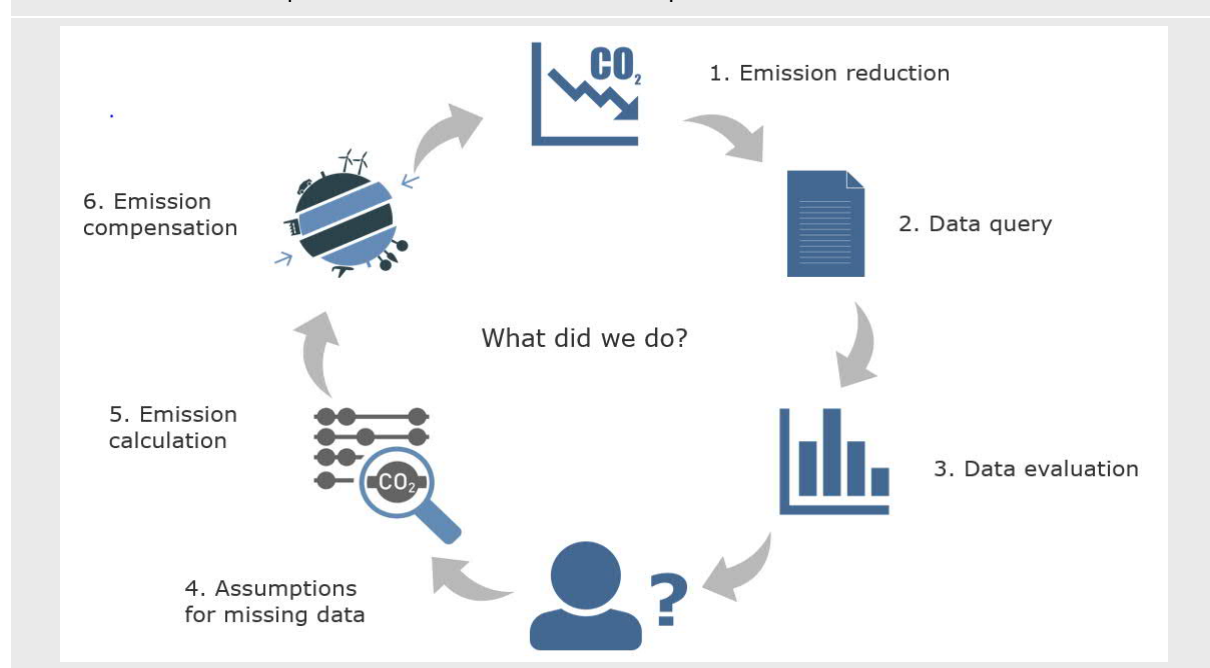 CO2
1. Emission reduction
2. Data query
3. Data evaluation
4. Assumptions
for missing data
5. Emission
calculation
CO2
6. Emission
compensation
What did we do?
?